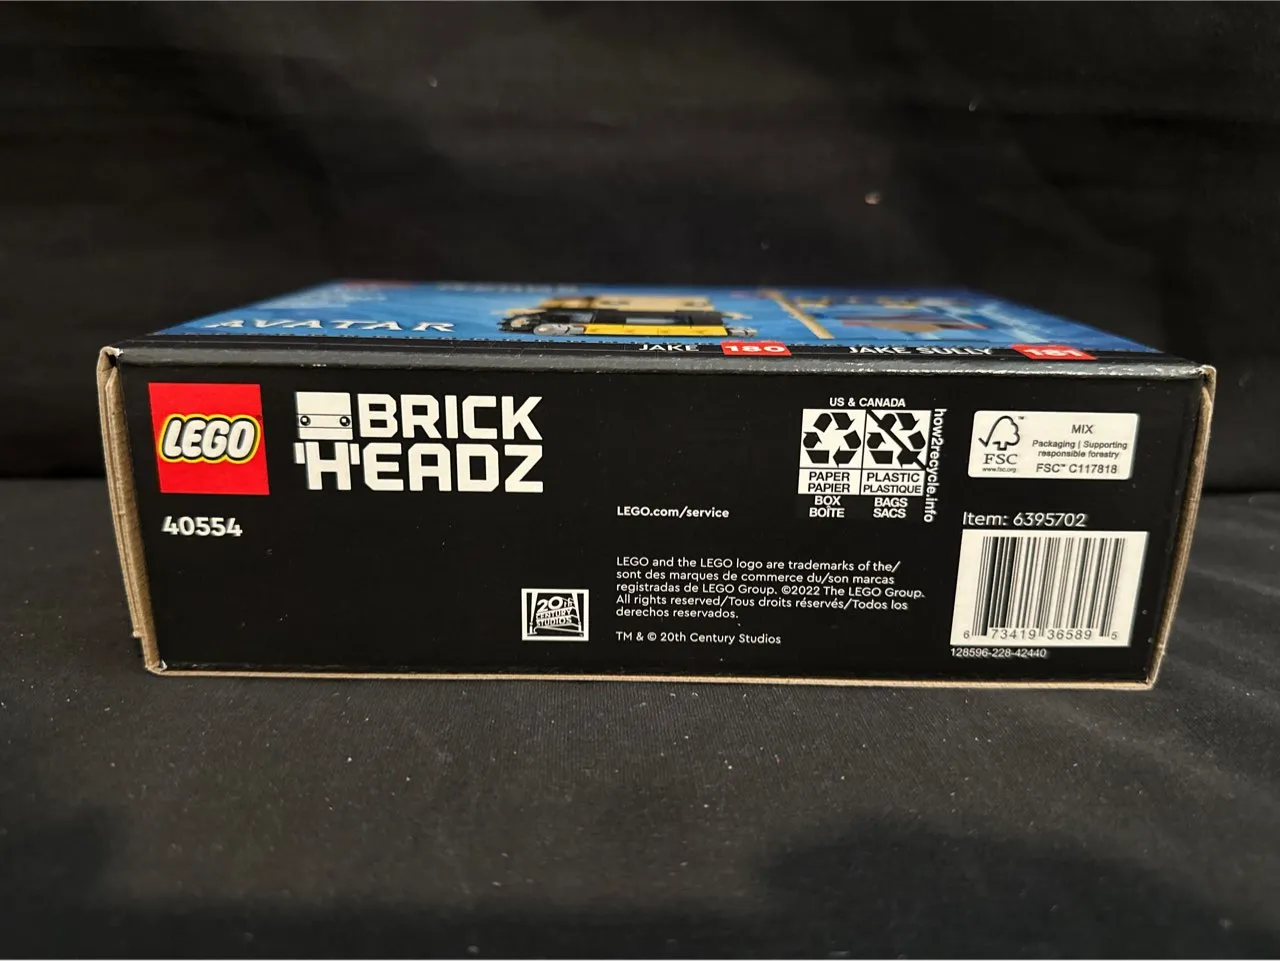 AVATAR
JAKE 180 JAKE SULLY 181
LEGO
BRICK
'H'EADZ
40554
LEGO.com/service
LEGO and the LEGO logo are trademarks of the/
sont des marques de commerce du/son marcas
registradas de LEGO Group. ©2022 The LEGO Group.
All rights reserved/Tous droits réservés/Todos los
derechos reservados.
TM & © 20th Century Studios
20th
CENTURY
STUDIOS
US & CANADA
PAPER
PAPIER
BOX
BOÎTE
PLASTIC
PLASTIQUE
BAGS
SACS
how2recycle.info
FSC™
www.fsc.org
MIX
Packaging | Supporting
responsible forestry
FSC™ C117818
Item: 6395702
6 73419 36589 5
128596-228-42440